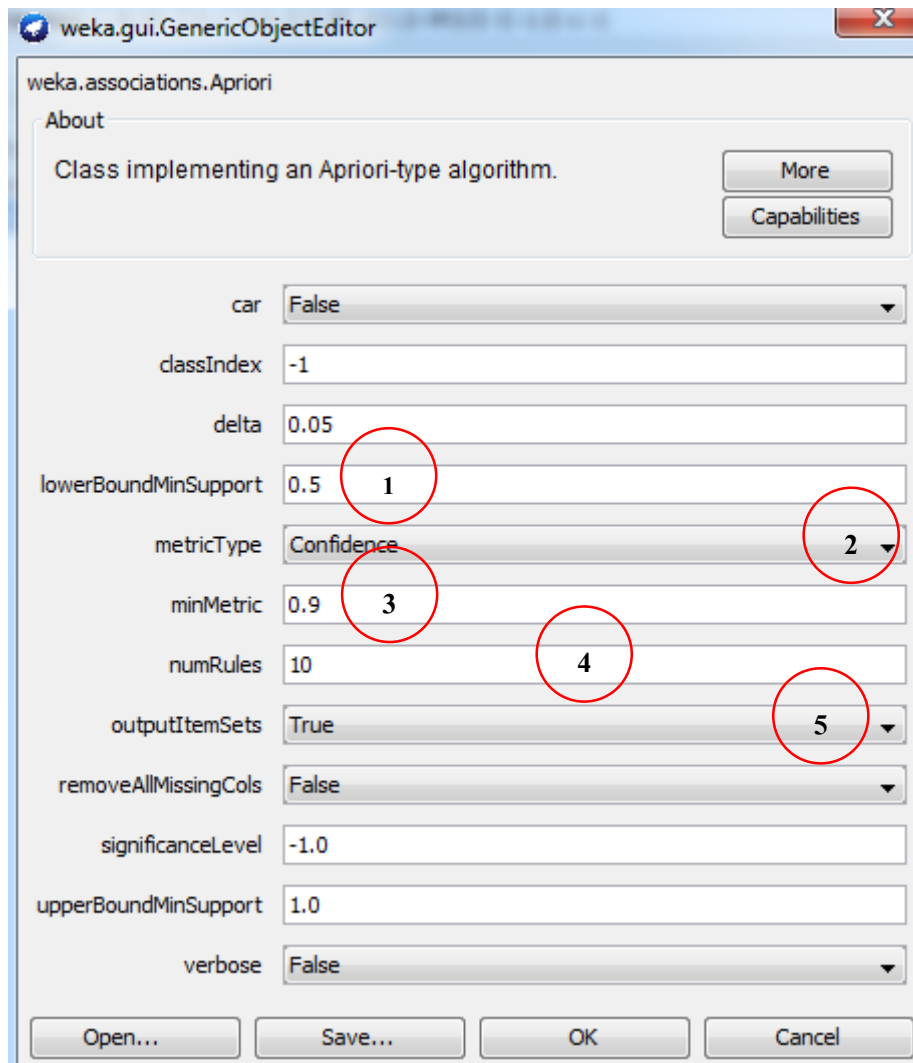 weka.gui.GenericObjectEditor
weka.associations.Apriori
About
Class implementing an Apriori-type algorithm.
More
Capabilities
car False
classIndex -1
delta 0.05
lowerBoundMinSupport 0.5 1
metricType Confidence 2
minMetric 0.9 3
numRules 10 4
outputItemSets True 5
removeAllMissingCols False
significanceLevel -1.0
upperBoundMinSupport 1.0
verbose False
Open... Save... OK Cancel